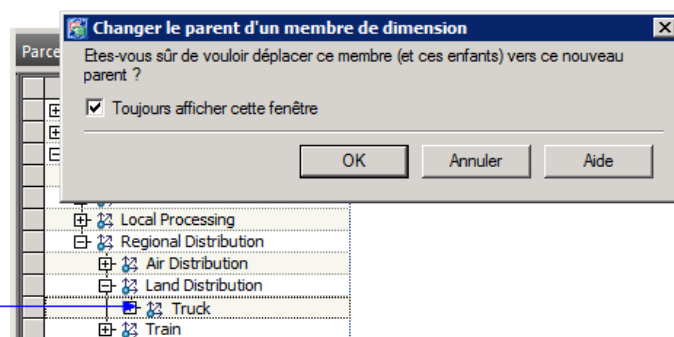 Changer le parent d'un membre de dimension
Etes-vous sûr de vouloir déplacer ce membre (et ces enfants) vers ce nouveau
parent ?
Toujours afficher cette fenêtre
OK Annuler Aide
Parce
Local Processing
Regional Distribution
Air Distribution
Land Distribution
Truck
Train